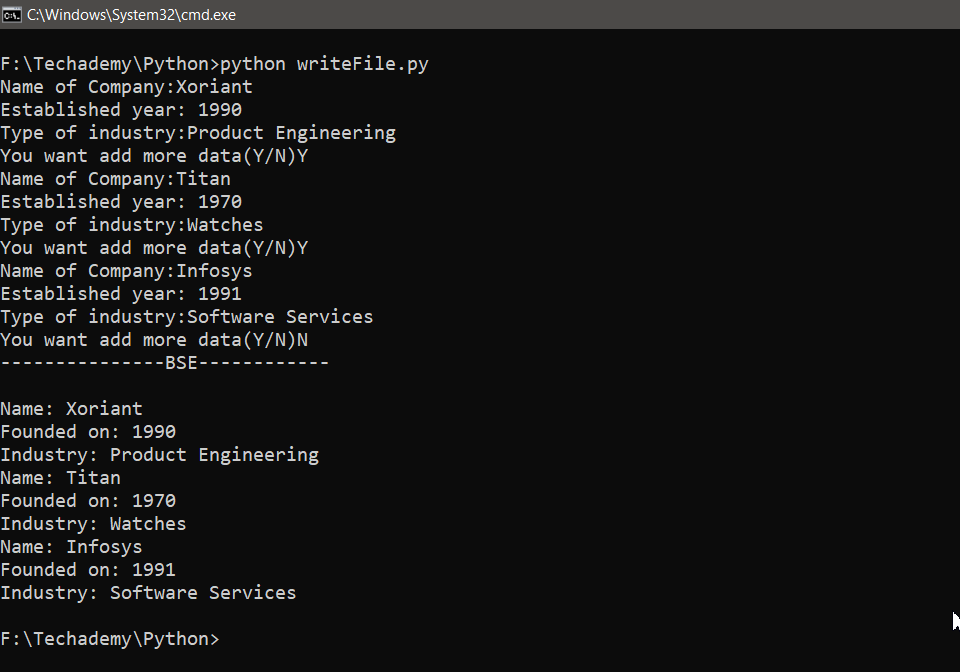 C:\Windows\System32\cmd.exe
F:\Techademy\Python>python writeFile.py
Name of Company:Xoriant
Established year: 1990
Type of industry:Product Engineering
You want add more data(Y/N)Y
Name of Company:Titan
Established year: 1970
Type of industry:Watches
You want add more data(Y/N)Y
Name of Company:Infosys
Established year: 1991
Type of industry:Software Services
You want add more data(Y/N)N
---------------BSE------------
Name: Xoriant
Founded on: 1990
Industry: Product Engineering
Name: Titan
Founded on: 1970
Industry: Watches
Name: Infosys
Founded on: 1991
Industry: Software Services
F:\Techademy\Python>